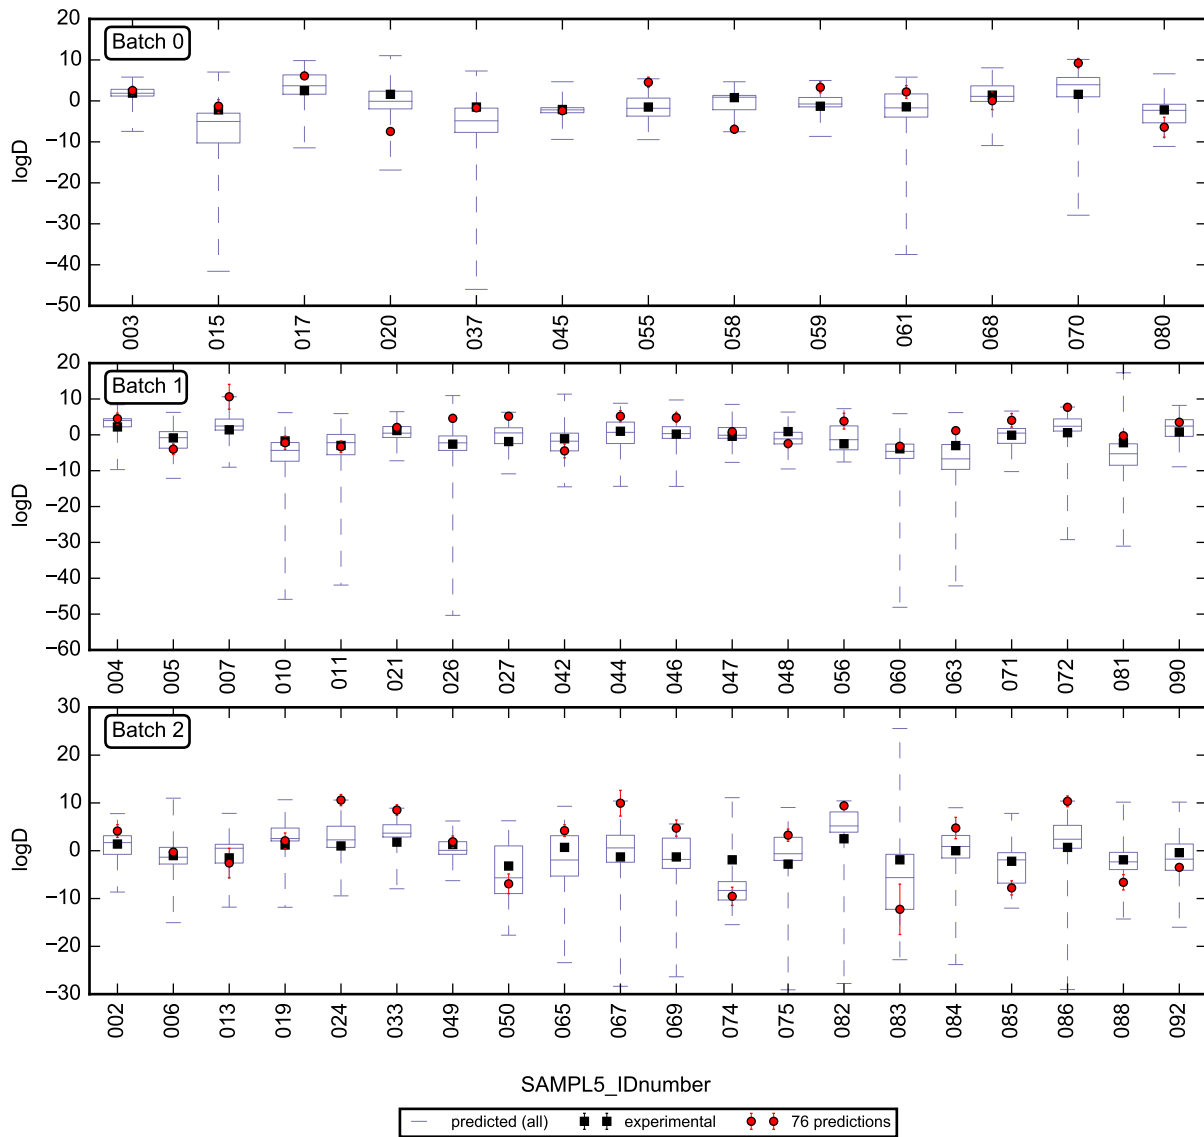 20
Batch 0
10
0
−10
−20
−30
−40
−50
logD
003 015 017 020 037 045 055 058 059 061 068 070 080
20
Batch 1
10
0
−10
−20
−30
−40
−50
−60
logD
004 005 007 010 011 021 026 027 042 044 046 047 048 056 060 063 071 072 081 090
30
Batch 2
20
10
0
−10
−20
−30
logD
002 006 013 019 024 033 049 050 065 067 069 074 075 082 083 084 085 086 088 092
SAMPL5_IDnumber
predicted (all) experimental 76 predictions